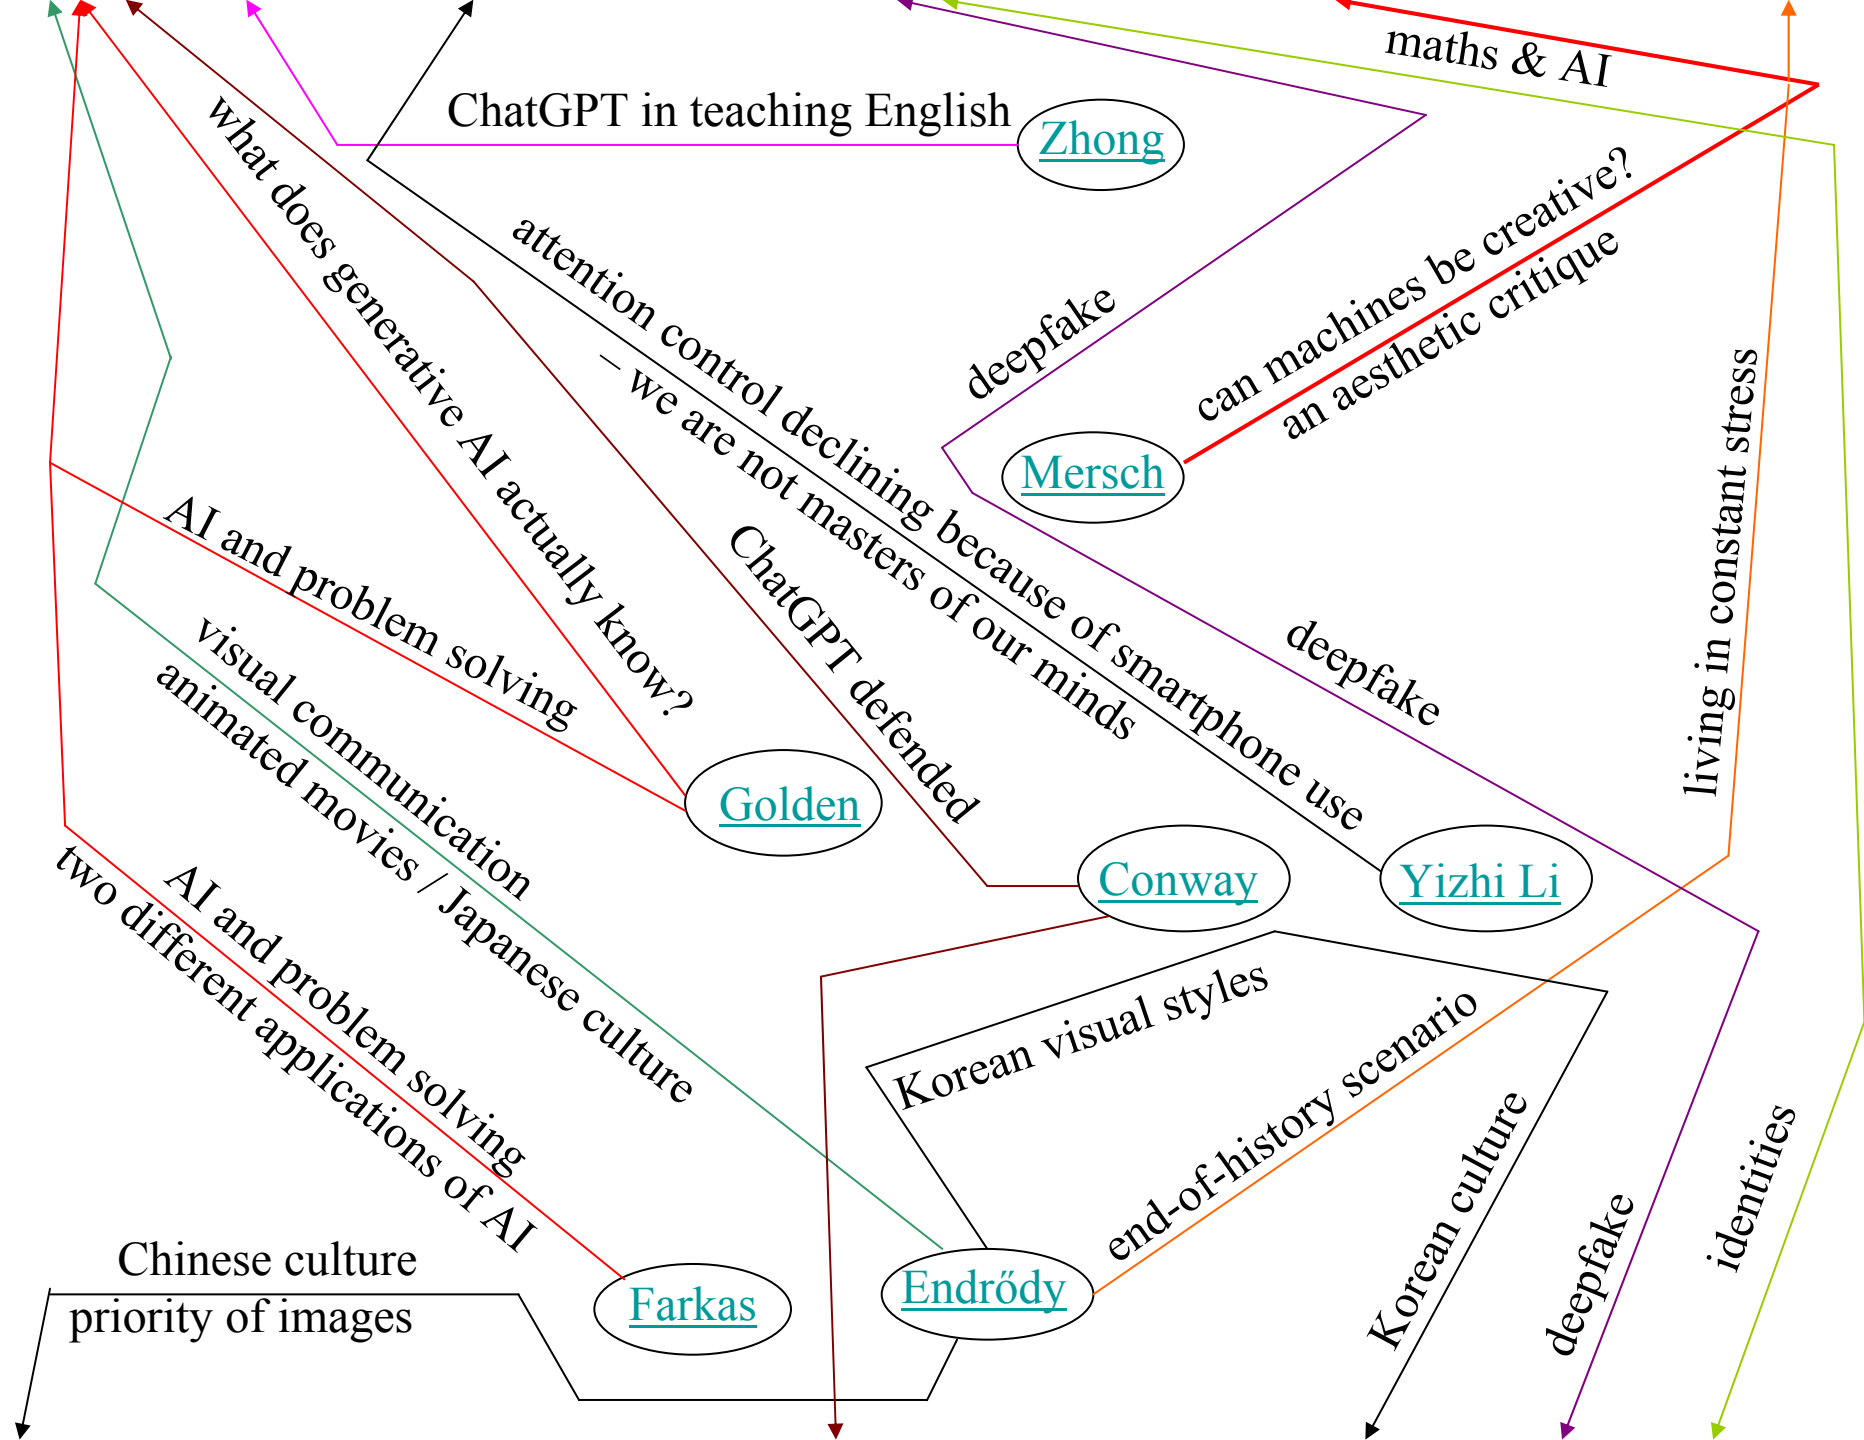 maths & AI
ChatGPT in teaching English
Zhong
what does generative AI actually know?
attention control declining because of smartphone use
– we are not masters of our minds
deepfake
can machines be creative?
an aesthetic critique
Mersch
living in constant stress
AI and problem solving
ChatGPT defended
deepfake
visual communication
animated movies / Japanese culture
Golden
Conway
Yizhi Li
AI and problem solving
two different applications of AI
Korean visual styles
end-of-history scenario
Korean culture
deepfake
identities
Chinese culture
priority of images
Farkas
Endrődy